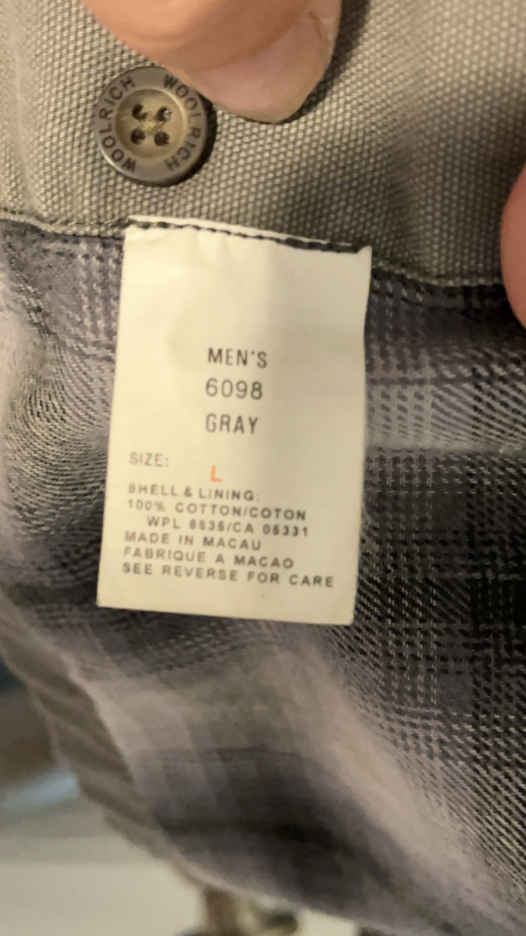 WOOLRICH WOOLRICH
MEN'S
6098
GRAY
SIZE:
L
SHELL & LINING:
100% COTTON/COTON
WPL 6635/CA 05331
MADE IN MACAU
FABRIQUE A MACAO
SEE REVERSE FOR CARE